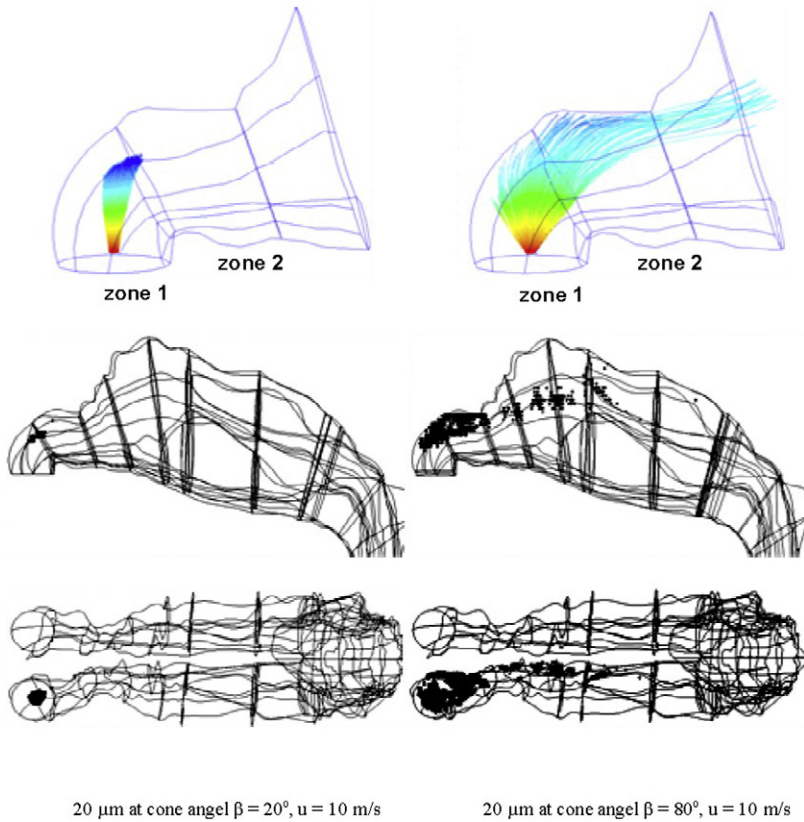 zone 2
zone 1
zone 2
zone 1
20 μm at cone angel β = 20°, u = 10 m/s
20 μm at cone angel β = 80°, u = 10 m/s